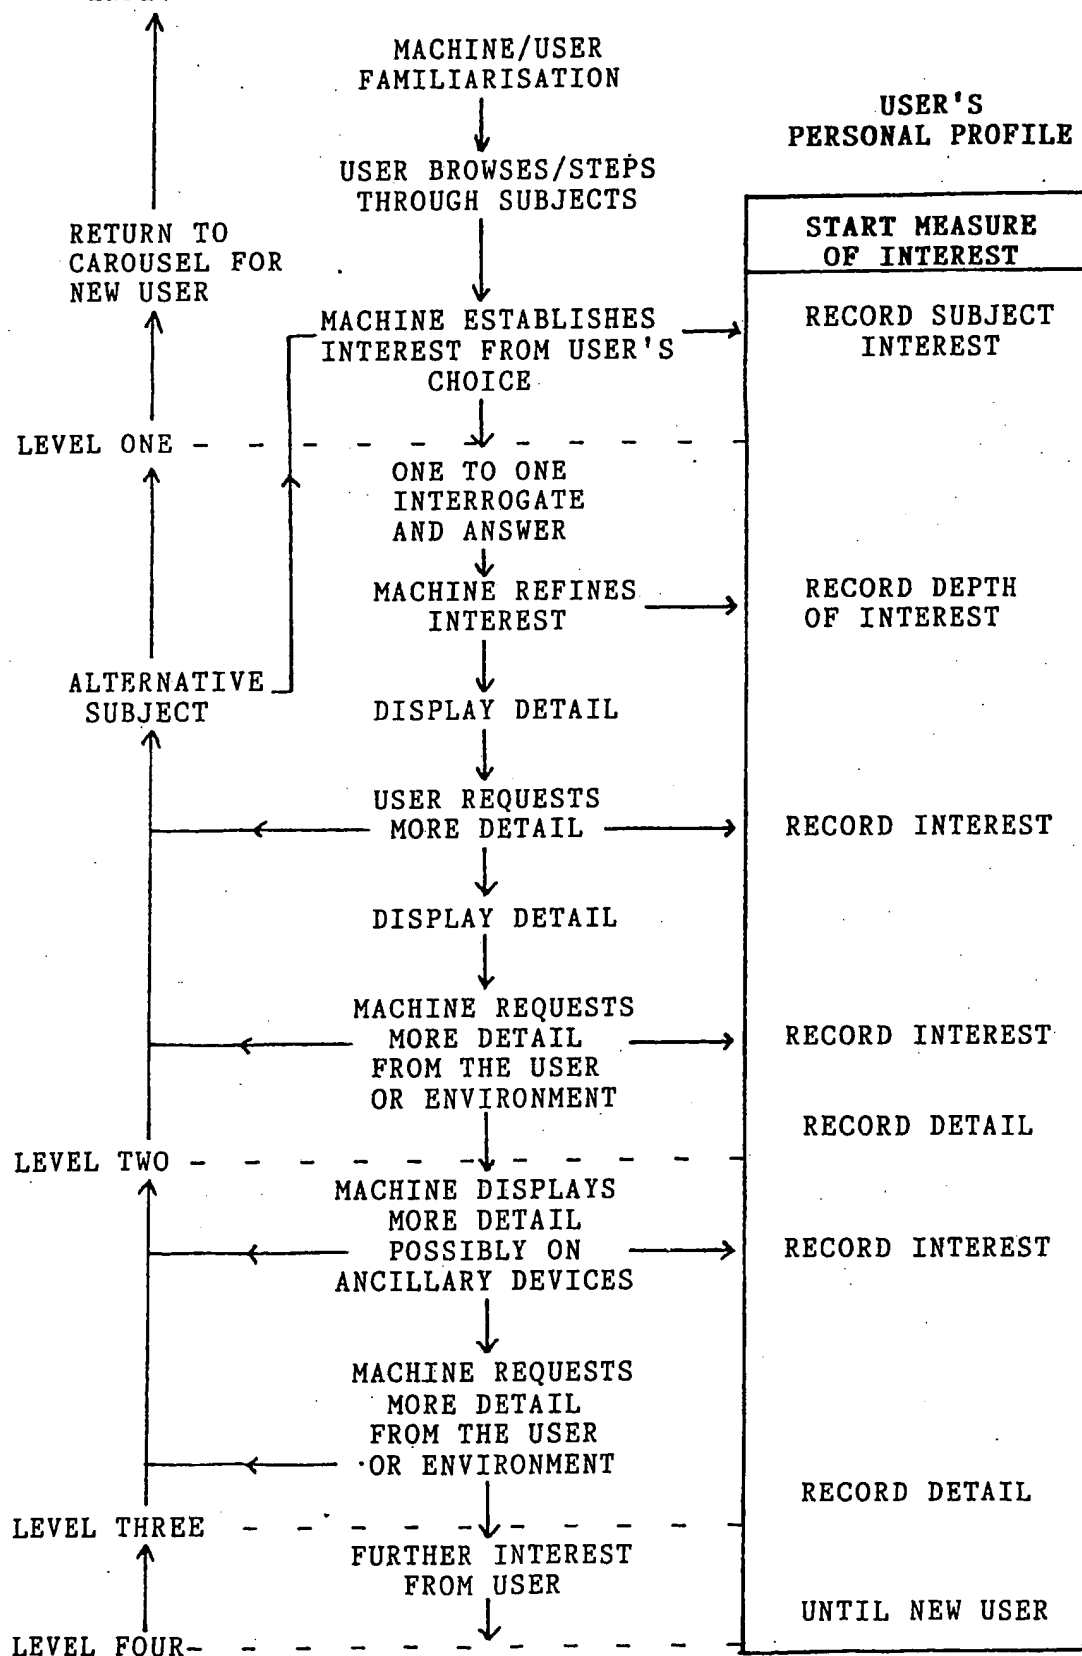 MACHINE/USER
FAMILIARISATION
USER'S
PERSONAL PROFILE
USER BROWSES/STEPS
THROUGH SUBJECTS
START MEASURE
OF INTEREST
RETURN TO
CAROUSEL FOR
NEW USER
MACHINE ESTABLISHES
INTEREST FROM USER'S
CHOICE
RECORD SUBJECT
INTEREST
LEVEL ONE
ONE TO ONE
INTERROGATE
AND ANSWER
MACHINE REFINES
INTEREST
RECORD DEPTH
OF INTEREST
ALTERNATIVE
SUBJECT
DISPLAY DETAIL
USER REQUESTS
MORE DETAIL
RECORD INTEREST
DISPLAY DETAIL
MACHINE REQUESTS
MORE DETAIL
FROM THE USER
OR ENVIRONMENT
RECORD INTEREST
RECORD DETAIL
LEVEL TWO
MACHINE DISPLAYS
MORE DETAIL
POSSIBLY ON
ANCILLARY DEVICES
RECORD INTEREST
MACHINE REQUESTS
MORE DETAIL
FROM THE USER
OR ENVIRONMENT
RECORD DETAIL
LEVEL THREE
FURTHER INTEREST
FROM USER
UNTIL NEW USER
LEVEL FOUR